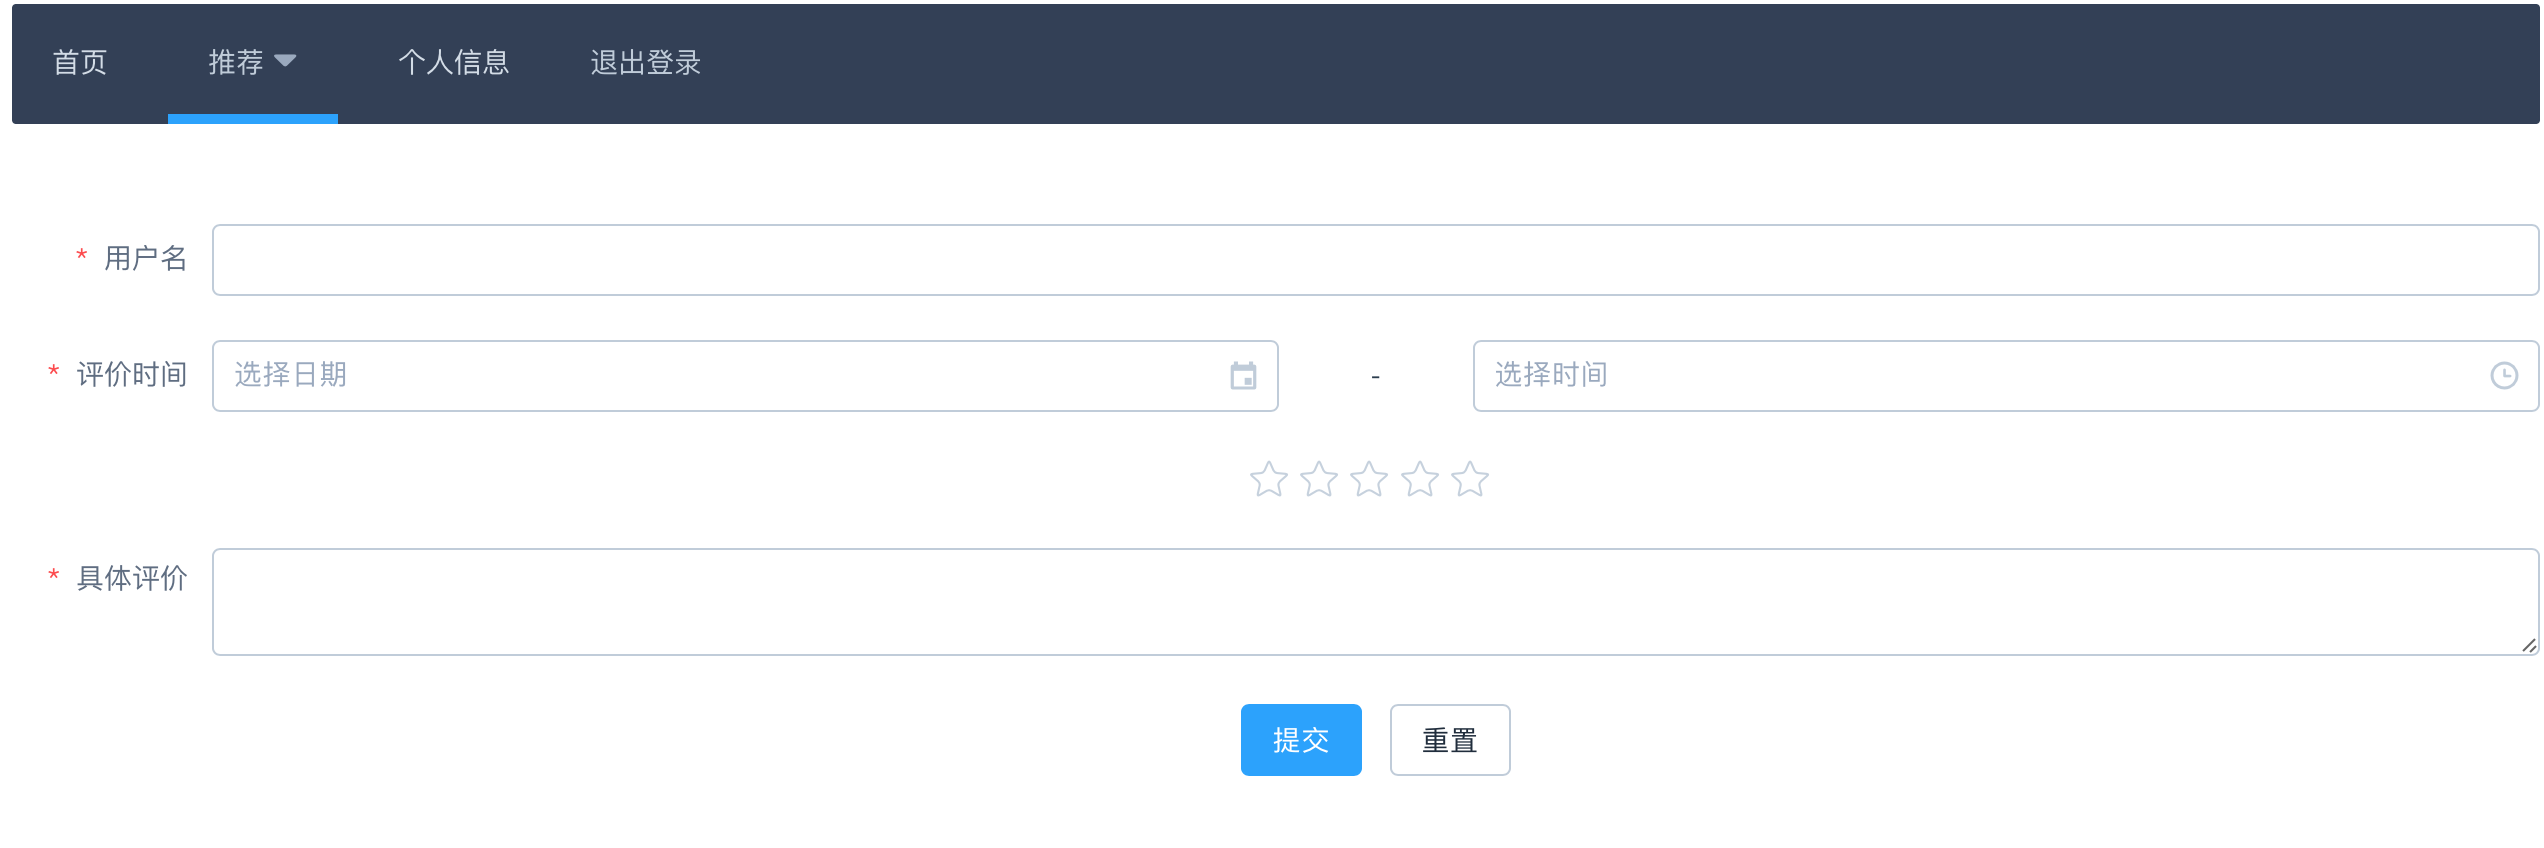 首页 推荐 个人信息 退出登录
* 用户名
* 评价时间 选择日期 - 选择时间
* 具体评价
提交 重置